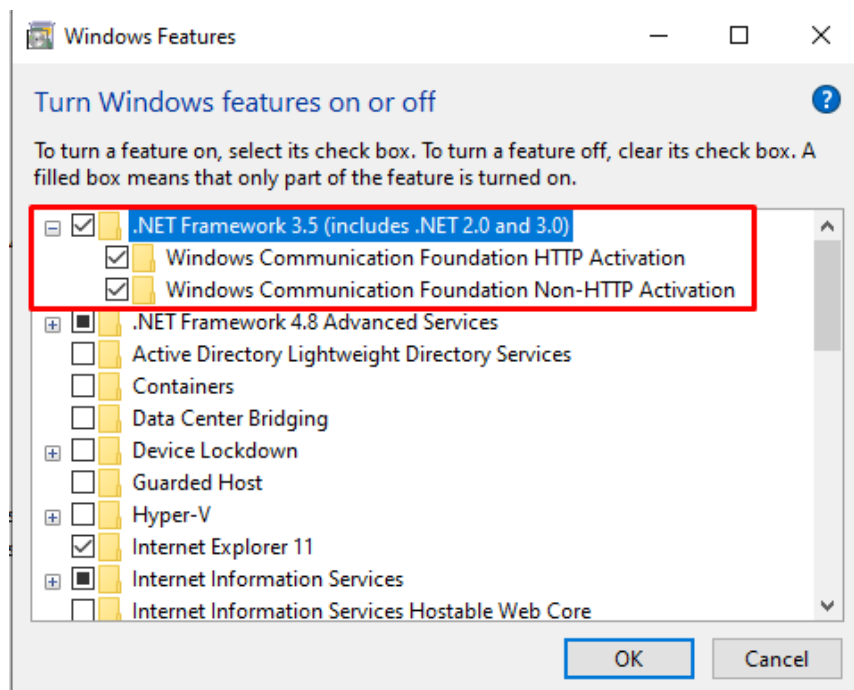 Windows Features
Turn Windows features on or off
To turn a feature on, select its check box. To turn a feature off, clear its check box. A
filled box means that only part of the feature is turned on.
.NET Framework 3.5 (includes .NET 2.0 and 3.0)
Windows Communication Foundation HTTP Activation
Windows Communication Foundation Non-HTTP Activation
.NET Framework 4.8 Advanced Services
Active Directory Lightweight Directory Services
Containers
Data Center Bridging
Device Lockdown
Guarded Host
Hyper-V
Internet Explorer 11
Internet Information Services
Internet Information Services Hostable Web Core
OK
Cancel